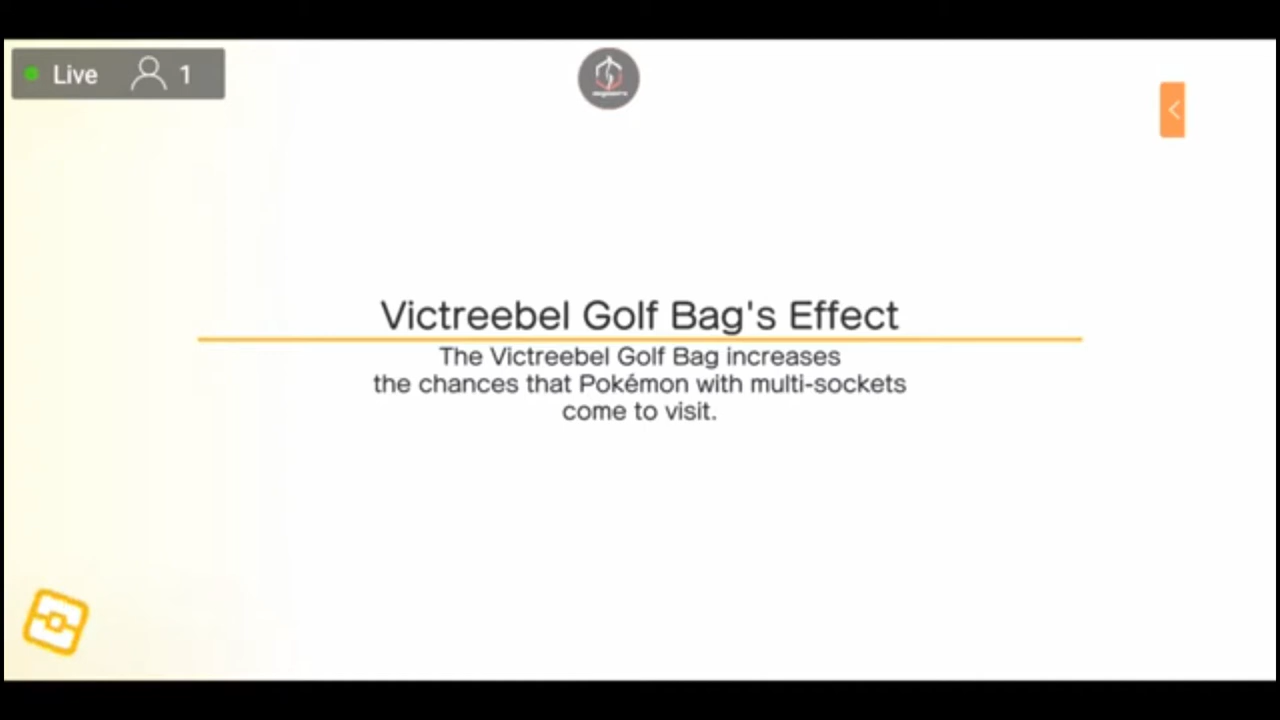 Live 1
Victreebel Golf Bag's Effect
The Victreebel Golf Bag increases
the chances that Pokémon with multi-sockets
come to visit.